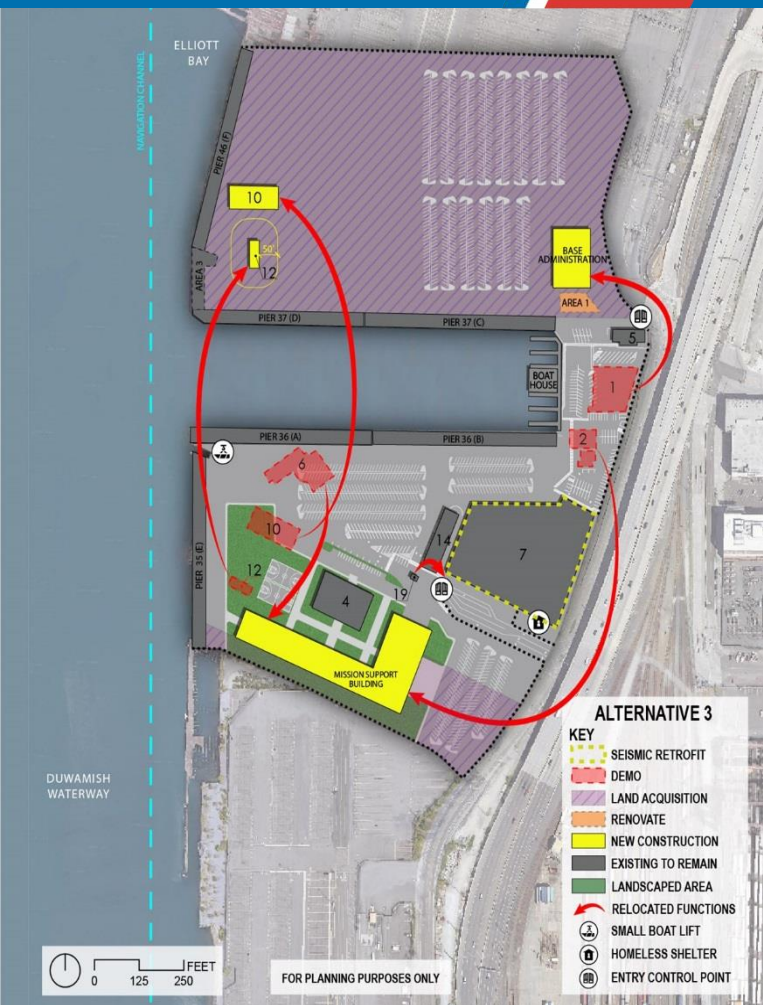 ELLIOTT
BAY
NAVIGATION CHANNEL
PIER 46 (F)
10
50'
12
AREA 3
BASE
ADMINISTRATION
AREA 1
PIER 37 (D)
PIER 37 (C)
5
BOAT
HOUSE
1
2
PIER 36 (A)
PIER 36 (B)
6
10
14
7
PIER 35 (E)
12
4
19
MISSION SUPPORT
BUILDING
DUWAMISH
WATERWAY
ALTERNATIVE 3
KEY
SEISMIC RETROFIT
DEMO
LAND ACQUISITION
RENOVATE
NEW CONSTRUCTION
EXISTING TO REMAIN
LANDSCAPED AREA
RELOCATED FUNCTIONS
SMALL BOAT LIFT
HOMELESS SHELTER
ENTRY CONTROL POINT
FEET
0 125 250
FOR PLANNING PURPOSES ONLY